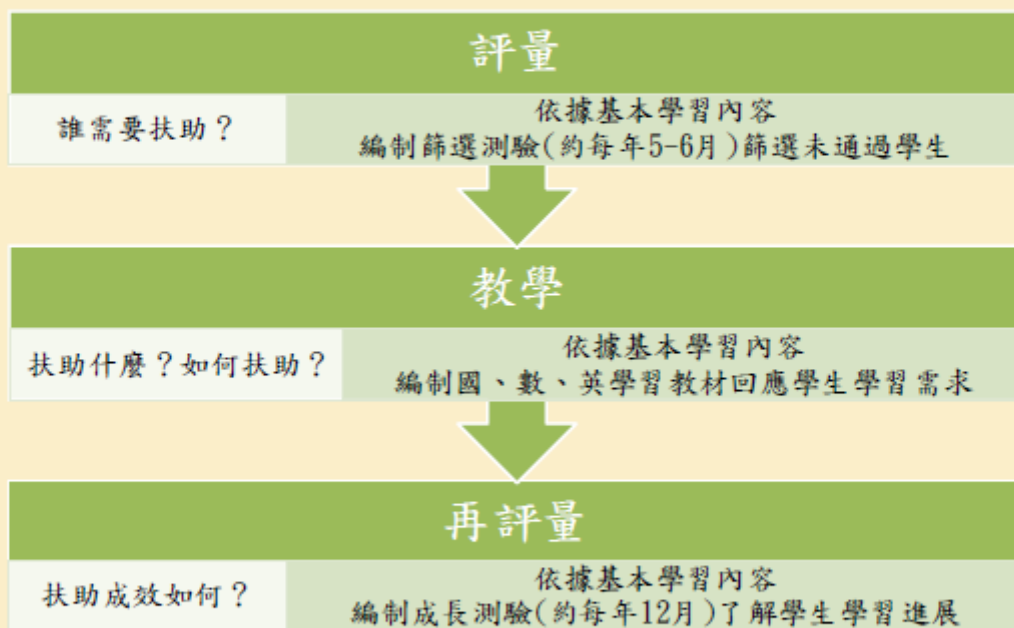 評量
誰需要扶助？
依據基本學習內容
編制篩選測驗(約每年5-6月)篩選未通過學生
教學
扶助什麼？如何扶助？
依據基本學習內容
編制國、數、英學習教材回應學生學習需求
再評量
扶助成效如何？
依據基本學習內容
編制成長測驗(約每年12月)了解學生學習進展